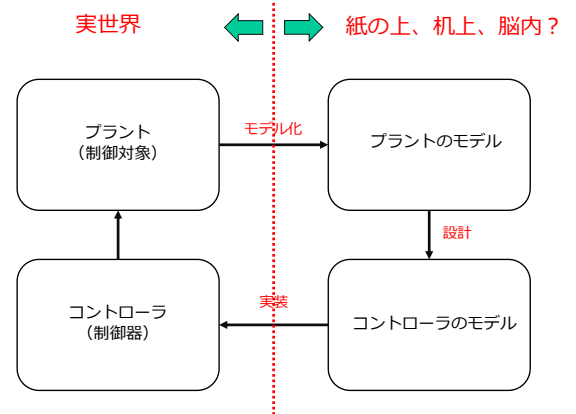 実世界
紙の上、机上、脳内？
プラント
（制御対象）
モデル化
プラントのモデル
設計
コントローラ
（制御器）
実装
コントローラのモデル